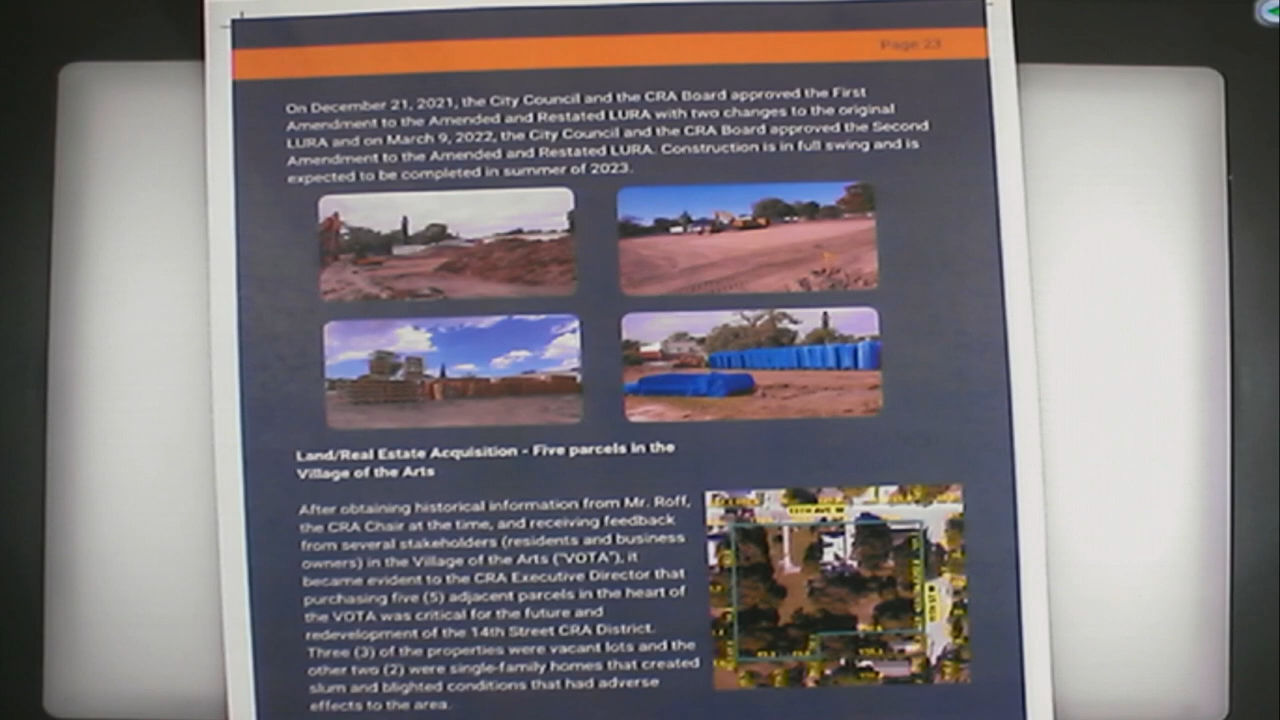 Page 23
On December 21, 2021, the City Council and the CRA Board approved the First
Amendment to the Amended and Restated LURA with two changes to the original
LURA and on March 9, 2022, the City Council and the CRA Board approved the Second
Amendment to the Amended and Restated LURA. Construction is in full swing and is
expected to be completed in summer of 2023.
Land/Real Estate Acquisition - Five parcels in the
Village of the Arts
After obtaining historical information from Mr. Roff,
the CRA Chair at the time, and receiving feedback
from several stakeholders (residents and business
owners) in the Village of the Arts ("VOTA"), it
became evident to the CRA Executive Director that
purchasing five (5) adjacent parcels in the heart of
the VOTA was critical for the future and
redevelopment of the 14th Street CRA District.
Three (3) of the properties were vacant lots and the
other two (2) were single-family homes that created
slum and blighted conditions that had adverse
effects to the area.